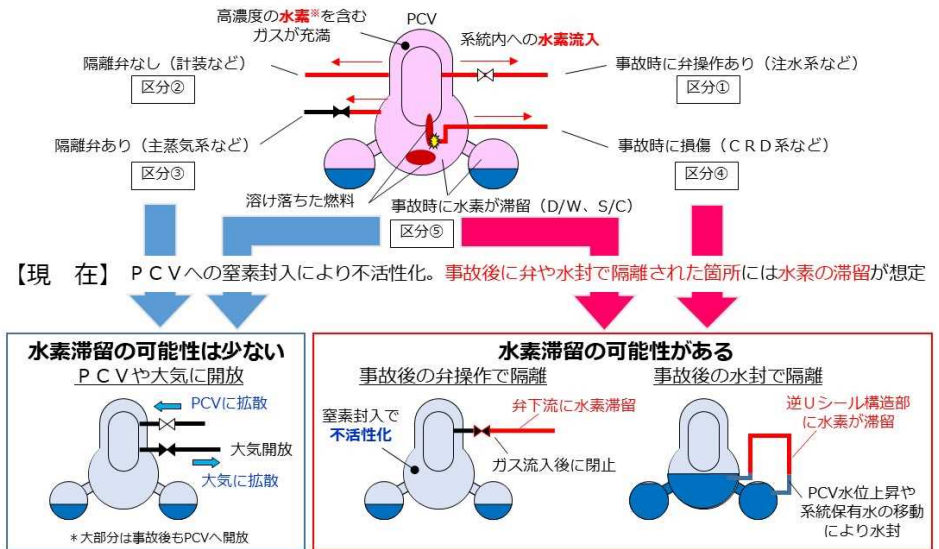 高濃度の水素※を含む
ガスが充満
PCV
系統内への水素流入
隔離弁なし（計装など）
区分②
事故時に弁操作あり（注水系など）
区分①
隔離弁あり（主蒸気系など）
区分③
事故時に損傷（ＣＲＤ系など）
区分④
溶け落ちた燃料
事故時に水素が滞留（D/W、S/C）
区分⑤
【現　在】 ＰＣＶへの窒素封入により不活性化。事故後に弁や水封で隔離された箇所には水素の滞留が想定
水素滞留の可能性は少ない
ＰＣＶや大気に開放
PCVに拡散
大気開放
大気に拡散
＊大部分は事故後もPCVへ開放
水素滞留の可能性がある
事故後の弁操作で隔離
窒素封入で
不活性化
弁下流に水素滞留
ガス流入後に閉止
事故後の水封で隔離
逆Ｕシール構造部
に水素が滞留
PCV水位上昇や
系統保有水の移動
により水封